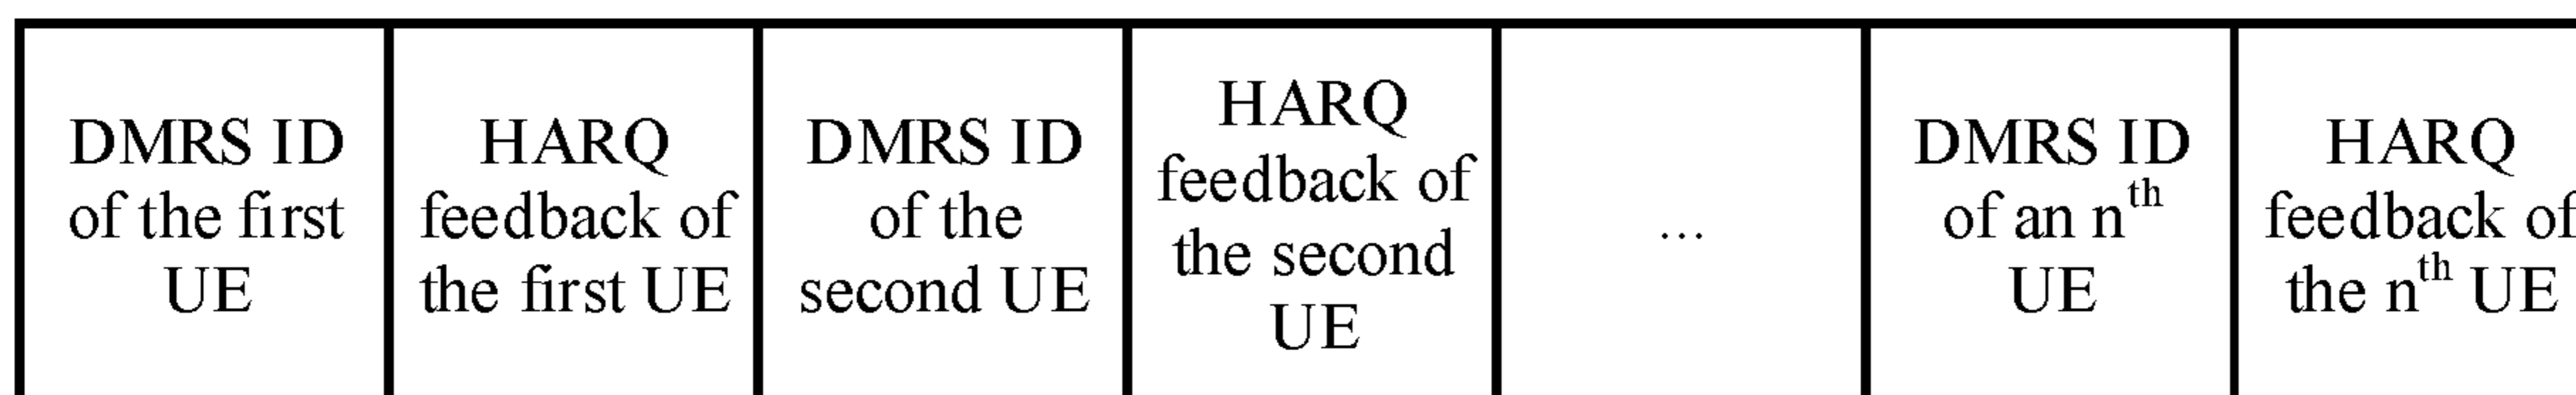 DMRS ID
of the first
UE
HARQ
feedback of
the first UE
DMRS ID
of the
second UE
HARQ
feedback of
the second
UE
...
DMRS ID
of an nth
UE
HARQ
feedback of
the nth UE